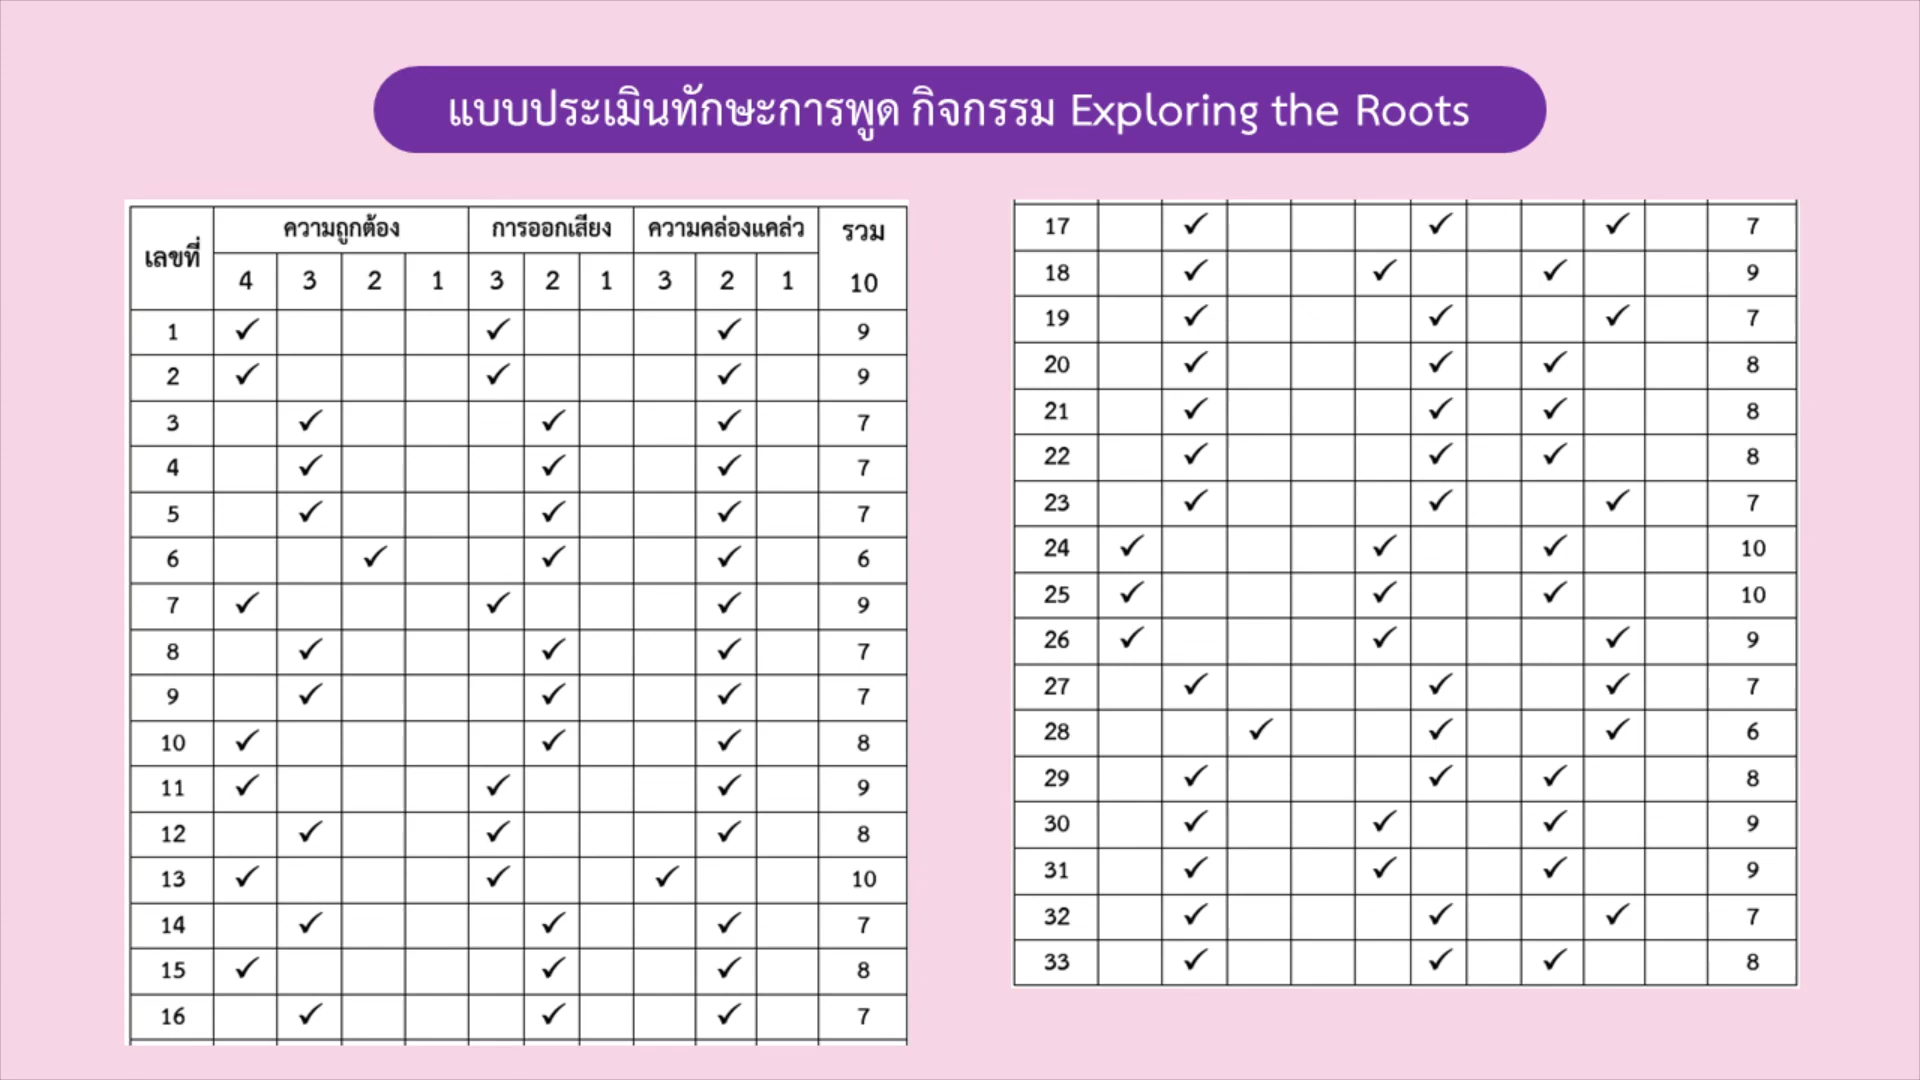 แบบประเมินทักษะการพูด กิจกรรม Exploring the Roots
เลขที่ ความถูกต้อง การออกเสียง ความคล่องแคล่ว รวม
4 3 2 1 3 2 1 3 2 1 10
1 ✓ ✓ ✓ 9
2 ✓ ✓ ✓ 9
3 ✓ ✓ ✓ 7
4 ✓ ✓ ✓ 7
5 ✓ ✓ ✓ 7
6 ✓ ✓ ✓ 6
7 ✓ ✓ ✓ 9
8 ✓ ✓ ✓ 7
9 ✓ ✓ ✓ 7
10 ✓ ✓ ✓ 8
11 ✓ ✓ ✓ 9
12 ✓ ✓ ✓ 8
13 ✓ ✓ ✓ 10
14 ✓ ✓ ✓ 7
15 ✓ ✓ ✓ 8
16 ✓ ✓ ✓ 7
17 ✓ ✓ ✓ 7
18 ✓ ✓ ✓ 9
19 ✓ ✓ ✓ 7
20 ✓ ✓ ✓ 8
21 ✓ ✓ ✓ 8
22 ✓ ✓ ✓ 8
23 ✓ ✓ ✓ 7
24 ✓ ✓ ✓ 10
25 ✓ ✓ ✓ 10
26 ✓ ✓ ✓ 9
27 ✓ ✓ ✓ 7
28 ✓ ✓ ✓ 6
29 ✓ ✓ ✓ 8
30 ✓ ✓ ✓ 9
31 ✓ ✓ ✓ 9
32 ✓ ✓ ✓ 7
33 ✓ ✓ ✓ 8